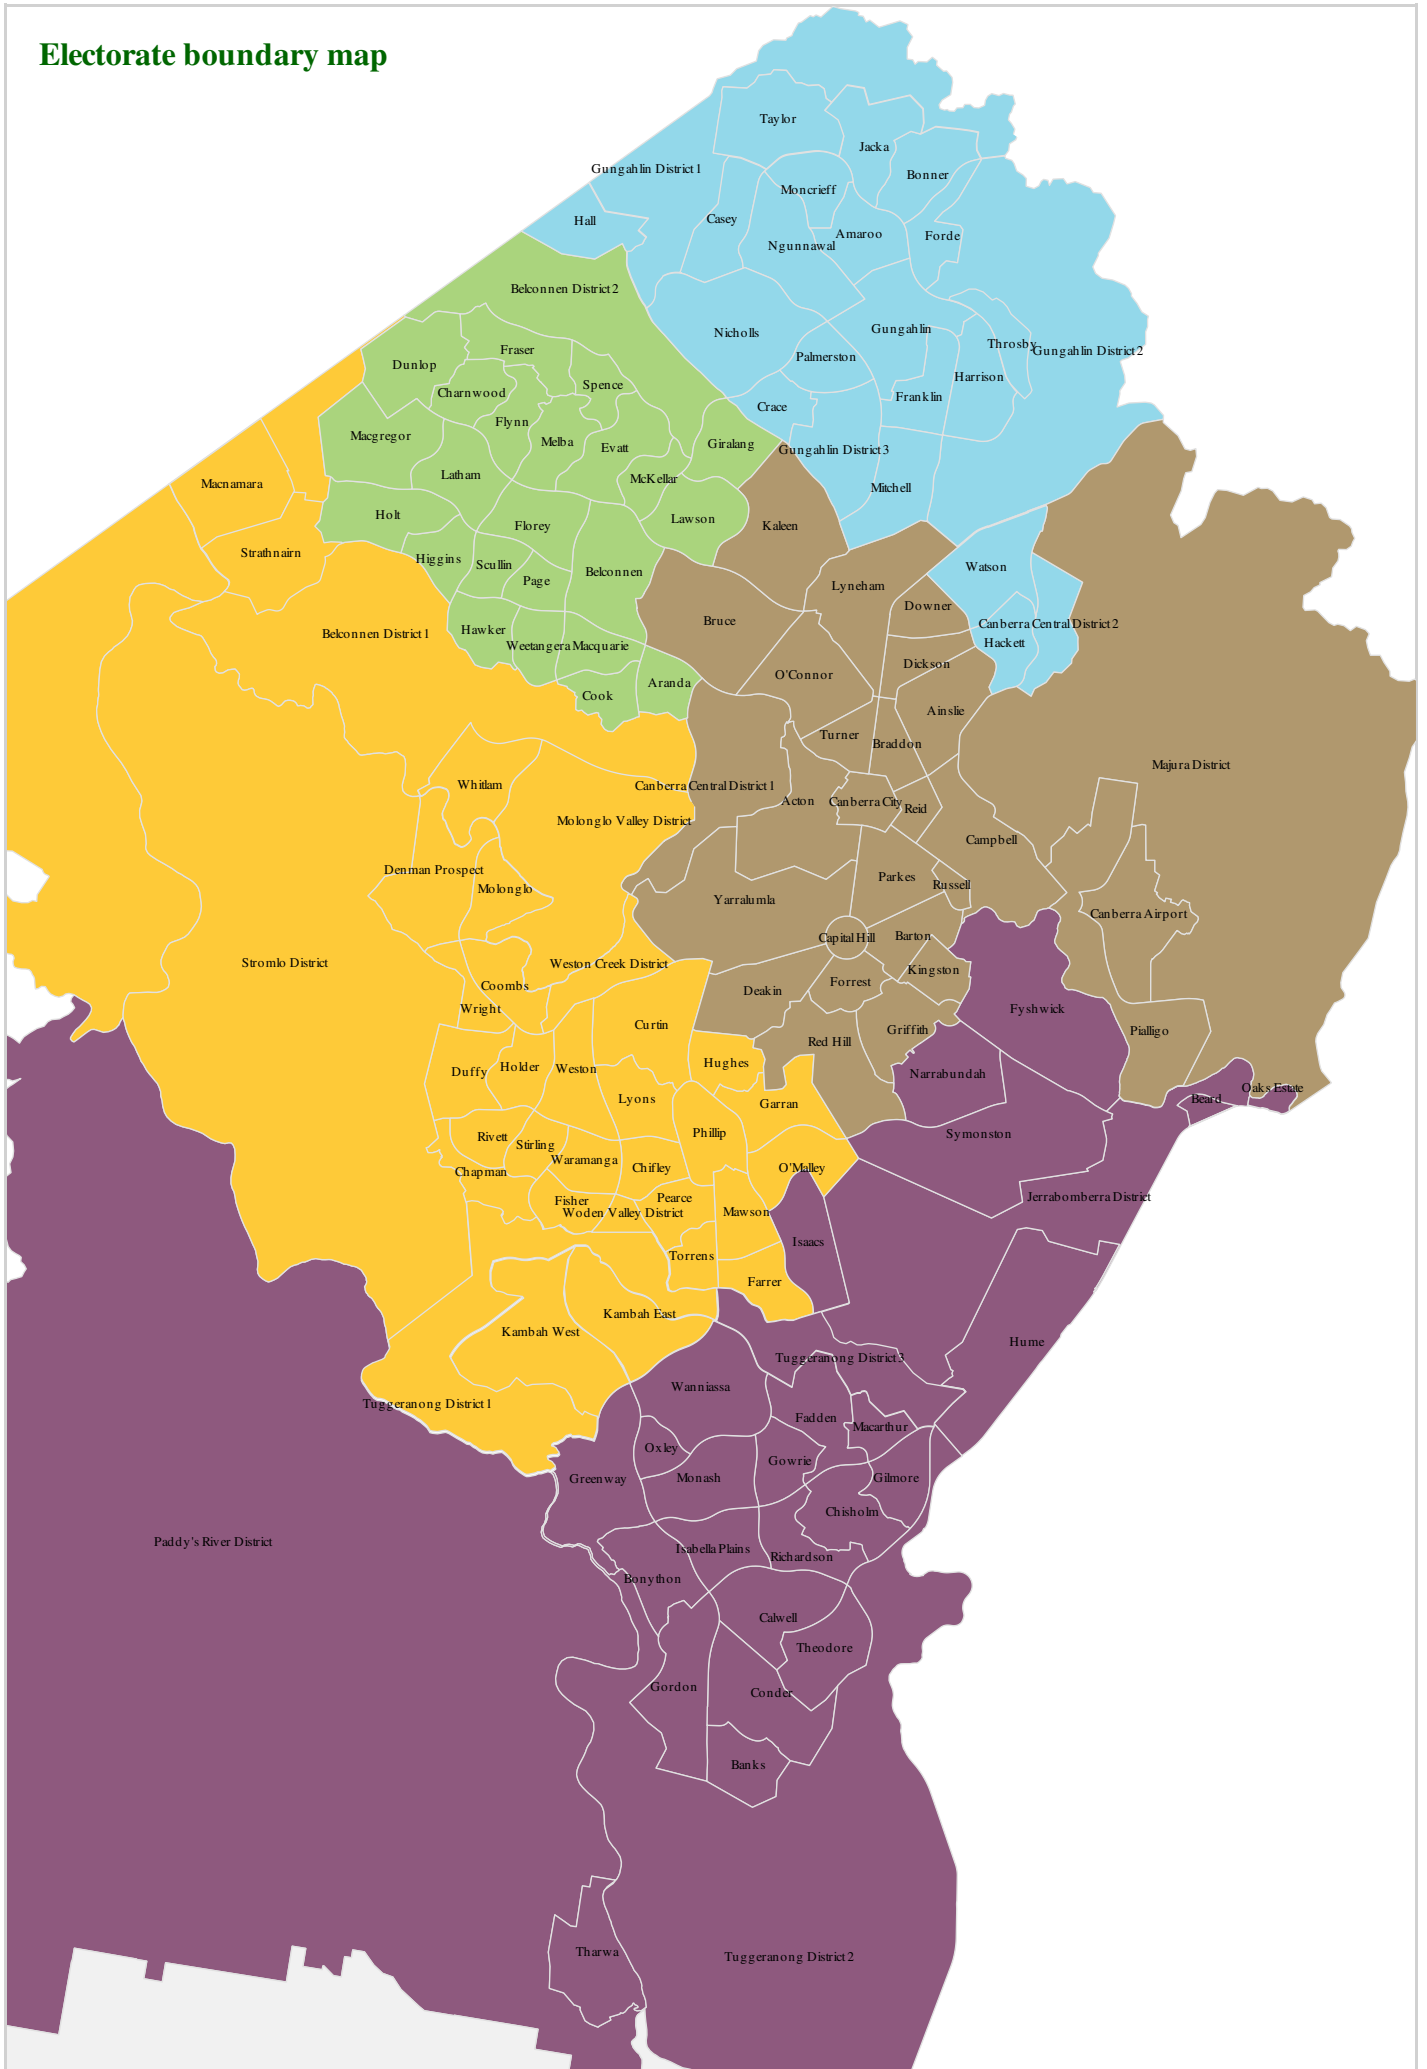 Electorate boundary map
Taylor
Jacka
Gungahlin District 1
Bonner
Moncrieff
Hall
Casey
Amaroo
Forde
Ngunnawal
Belconnen District 2
Gungahlin
Nicholls
Throsby
Fraser
Gungahlin District 2
Palmerston
Dunlop
Harrison
Spence
Charnwood
Franklin
Crace
Flynn
Macgregor
Melba
Giralang
Evatt
Gungahlin District 3
Latham
McKellar
Macnamara
Mitchell
Holt
Lawson
Florey
Kaleen
Strathnairn
Higgins
Scullin
Watson
Belconnen
Page
Lyneham
Downer
Bruce
Canberra Central District 2
Hawker
Belconnen District 1
Hackett
Weetangera
Macquarie
Dickson
O'Connor
Aranda
Cook
Ainslie
Turner
Braddon
Majura District
Whitlam
Canberra Central District 1
Acton
Canberra City
Reid
Molonglo Valley District
Campbell
Denman Prospect
Parkes
Russell
Molonglo
Yarralumla
Canberra Airport
Barton
Capital Hill
Stromlo District
Weston Creek District
Kingston
Forrest
Coombs
Deakin
Wright
Fyshwick
Curtin
Griffith
Pialligo
Red Hill
Hughes
Holder
Weston
Duffy
Narrabundah
Oaks Estate
Lyons
Beard
Garran
Phillip
Symonston
Rivett
Stirling
Waramanga
Chifley
O'Malley
Chapman
Jerrabomberra District
Pearce
Fisher
Woden Valley District
Mawson
Isaacs
Torrens
Farrer
Kambah East
Kambah West
Hume
Tuggeranong District 3
Wanniassa
Tuggeranong District 1
Fadden
Macarthur
Oxley
Gowrie
Greenway
Monash
Gilmore
Chisholm
Paddy's River District
Isabella Plains
Richardson
Bonython
Calwell
Theodore
Gordon
Conder
Banks
Tharwa
Tuggeranong District 2